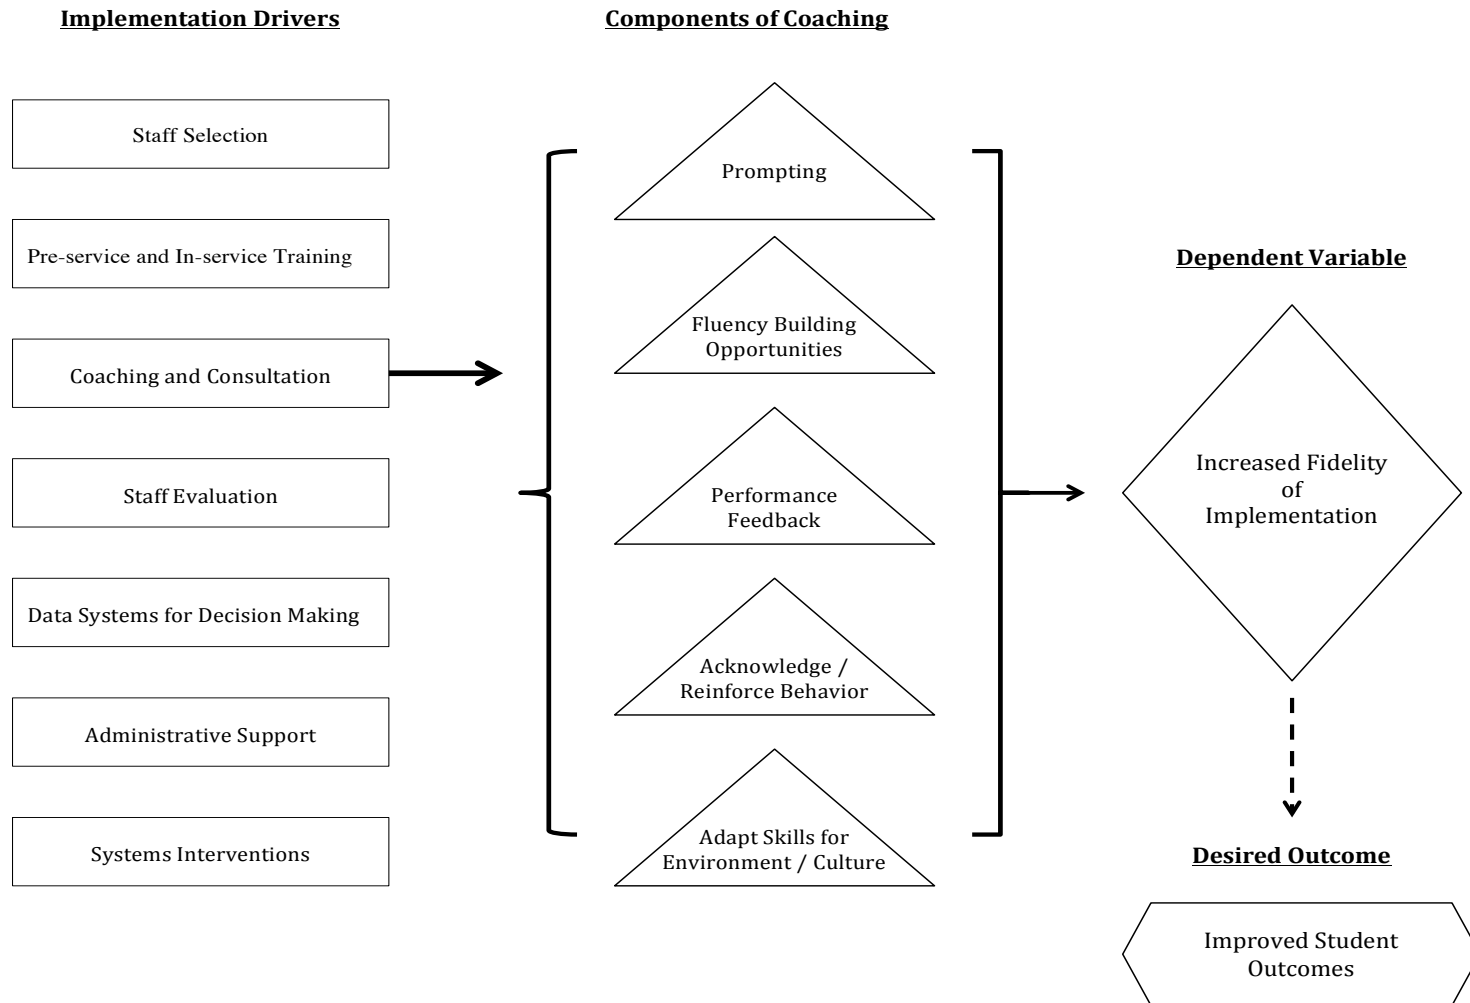 Implementation Drivers
Staff Selection
Pre-service and In-service Training
Coaching and Consultation
Staff Evaluation
Data Systems for Decision Making
Administrative Support
Systems Interventions
Components of Coaching
Prompting
Fluency Building
Opportunities
Performance
Feedback
Acknowledge /
Reinforce Behavior
Adapt Skills for
Environment / Culture
Dependent Variable
Increased Fidelity
of
Implementation
Desired Outcome
Improved Student
Outcomes